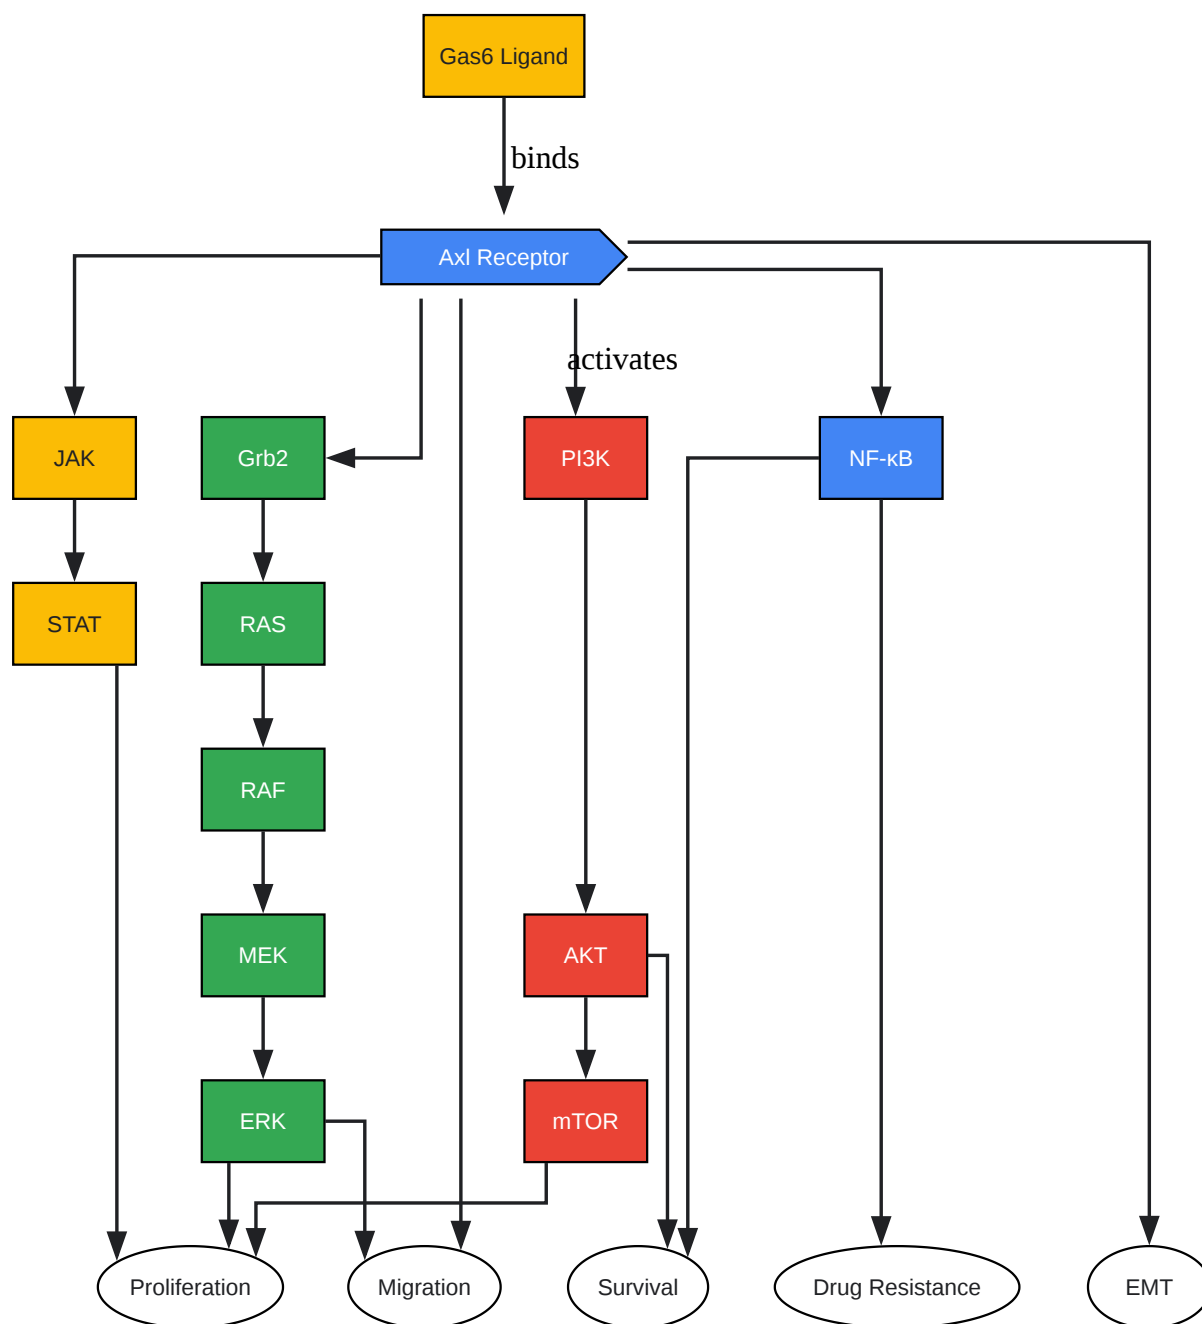 Gas6 Ligand
binds
Axl Receptor
activates
JAK
Grb2
PI3K
NF-κB
STAT
RAS
RAF
MEK
AKT
ERK
mTOR
Proliferation
Migration
Survival
Drug Resistance
EMT